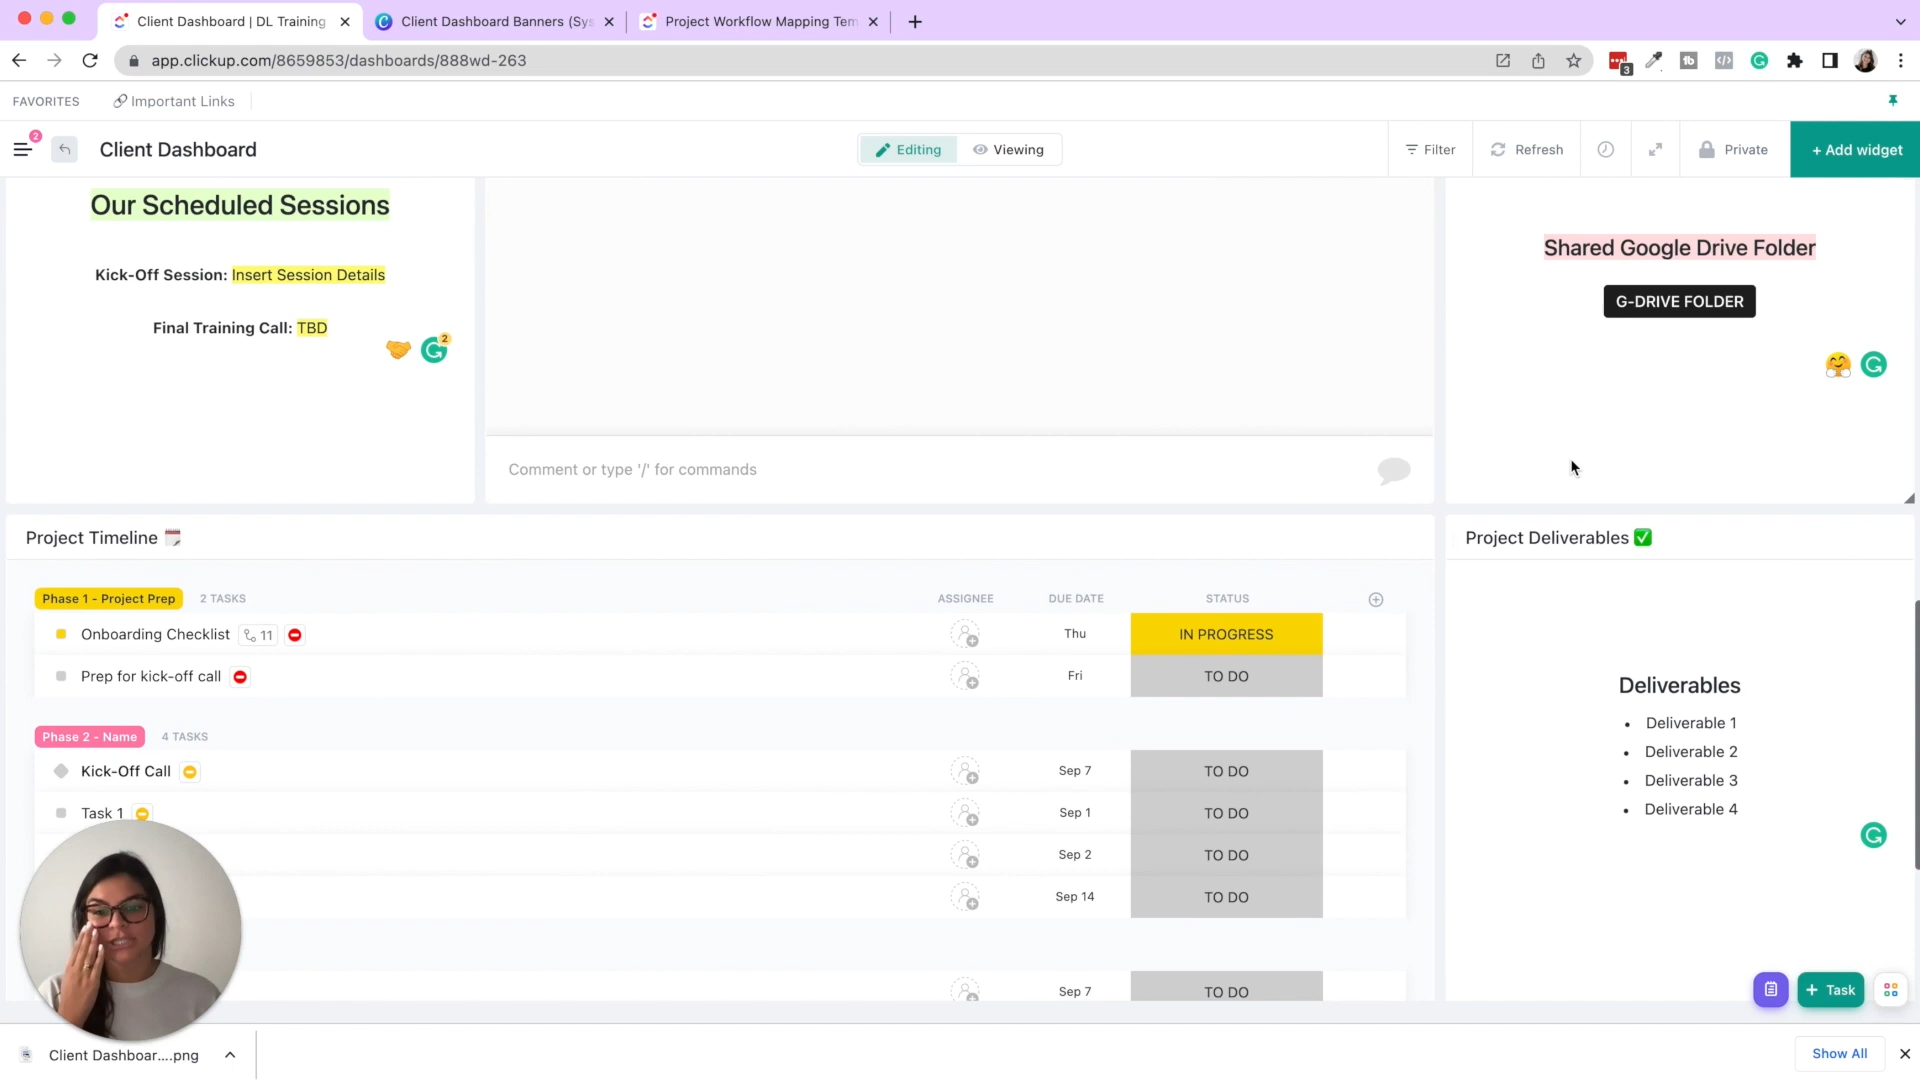 Client Dashboard | DL Training
Client Dashboard Banners (Sys
Project Workflow Mapping Tem
app.clickup.com/8659853/dashboards/888wd-263
3
FAVORITES
Important Links
2
Client Dashboard
Editing
Viewing
Filter
Refresh
Private
+ Add widget
Our Scheduled Sessions
Kick-Off Session: Insert Session Details
Final Training Call: TBD
2
Shared Google Drive Folder
G-DRIVE FOLDER
Comment or type '/' for commands
Project Timeline
Project Deliverables
Phase 1 - Project Prep 2 TASKS ASSIGNEE DUE DATE STATUS
Onboarding Checklist 11 Thu IN PROGRESS
Prep for kick-off call Fri TO DO
Phase 2 - Name 4 TASKS
Kick-Off Call Sep 7 TO DO
Task 1 Sep 1 TO DO
Sep 2 TO DO
Sep 14 TO DO
Sep 7 TO DO
Deliverables
• Deliverable 1
• Deliverable 2
• Deliverable 3
• Deliverable 4
+ Task
Client Dashboar....png
Show All